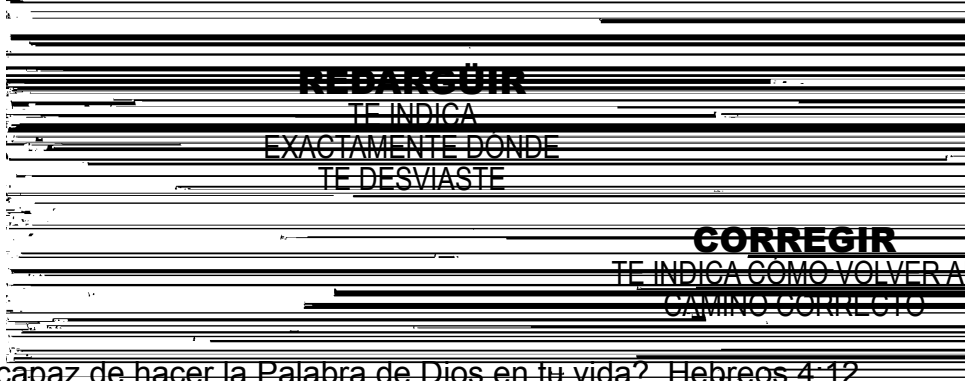 REDARGÜIR
TE INDICA
EXACTAMENTE DÓNDE
TE DESVIASTE
CORREGIR
TE INDICA CÓMO VOLVER A
CAMINO CORRECTO
capaz de hacer la Palabra de Dios en tu vida? Hebreos 4:12